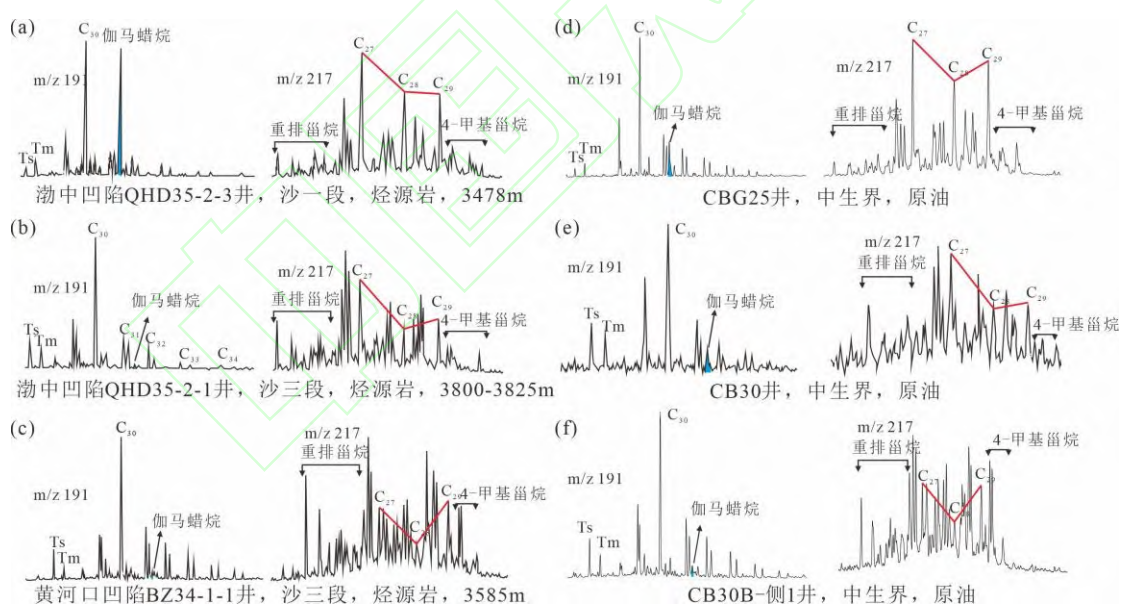 (a)
C₃₀
伽马蜡烷
m/z 191
Ts
Tm
m/z 217
C₂₇
C₂₈
C₂₉
重排甾烷
4-甲基甾烷
渤中凹陷QHD35-2-3井，沙一段，烃源岩，3478m
(b)
C₃₀
m/z 191
伽马蜡烷
Ts
Tm
C₃₁
C₃₂
C₃₃
C₃₄
m/z 217
C₂₇
C₂₈
C₂₉
重排甾烷
4-甲基甾烷
渤中凹陷QHD35-2-1井，沙三段，烃源岩，3800-3825m
(c)
C₃₀
m/z 191
伽马蜡烷
Ts
Tm
m/z 217
重排甾烷
C₂₇
C₂₉
4-甲基甾烷
黄河口凹陷BZ34-1-1井，沙三段，烃源岩，3585m
(d)
C₃₀
m/z 191
伽马蜡烷
Ts
Tm
m/z 217
C₂₇
C₂₈
C₂₉
重排甾烷
4-甲基甾烷
CBG25井，中生界，原油
(e)
C₃₀
m/z 191
伽马蜡烷
Ts
Tm
m/z 217
重排甾烷
C₂₇
C₂₈
C₂₉
4-甲基甾烷
CB30井，中生界，原油
(f)
C₃₀
m/z 191
伽马蜡烷
Ts
Tm
m/z 217
重排甾烷
C₂₇
C₂₉
4-甲基甾烷
CB30B-侧1井，中生界，原油